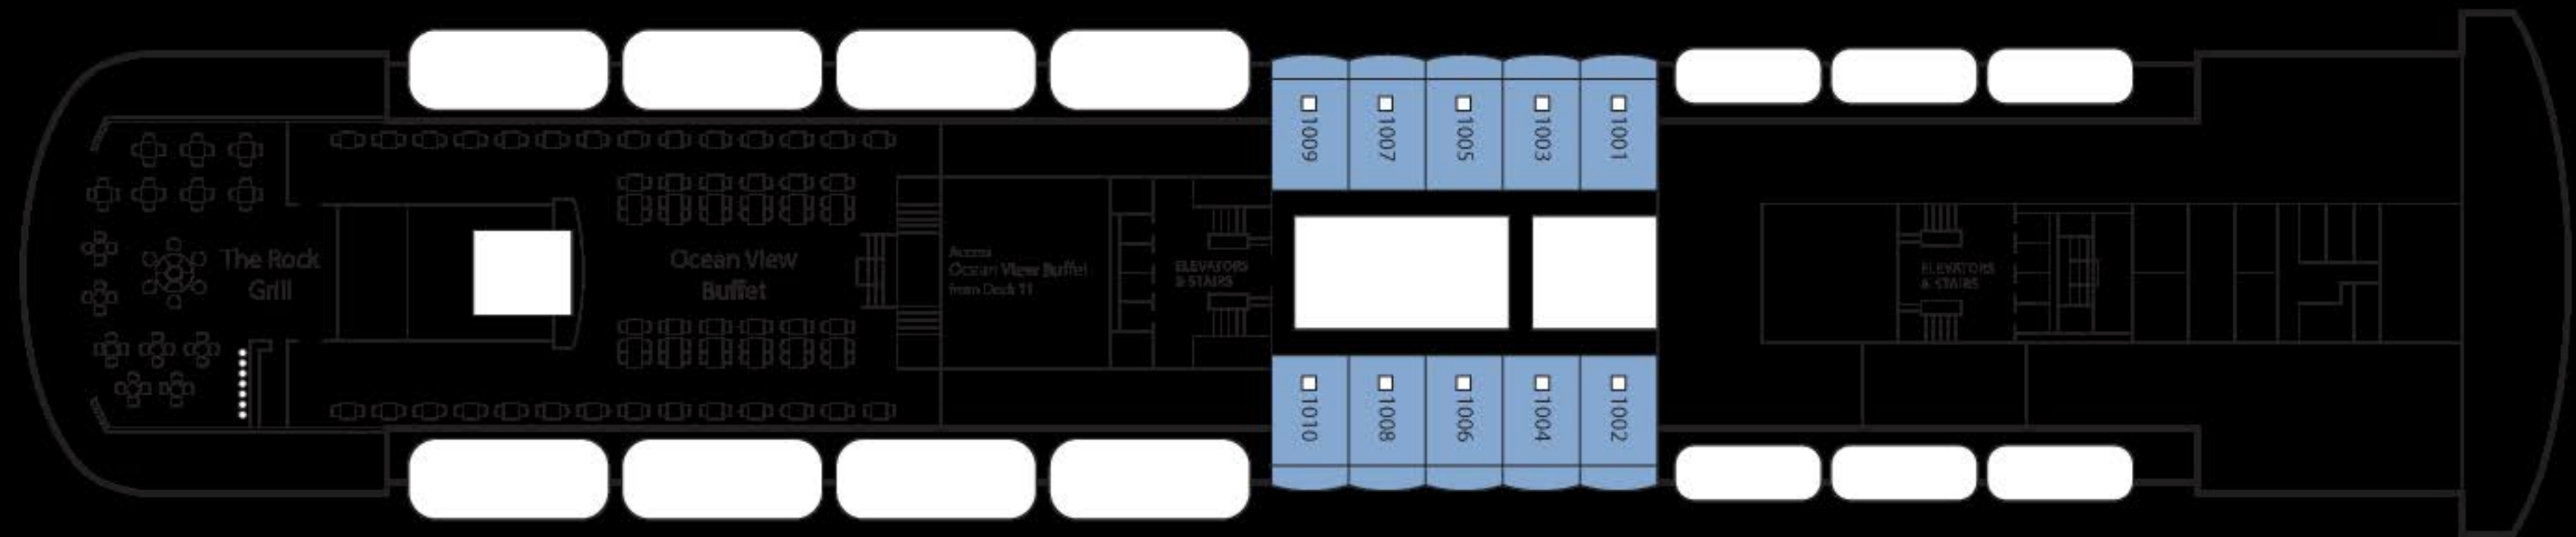 1009
1007
1005
1003
1001
The Rock
Grill
Ocean View
Buffet
Access
Ocean View Buffet
from Deck 11
ELEVATORS
& STAIRS
ELEVATORS
& STAIRS
1010
1008
1006
1004
1002